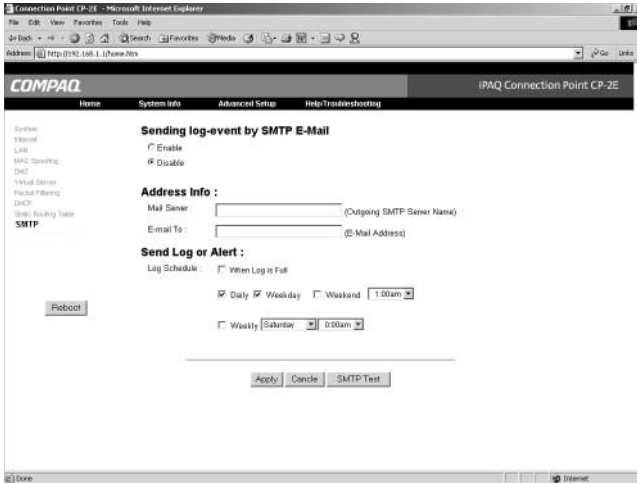 Connection Point CP-2E - Microsoft Internet Explorer
File Edit View Favorites Tools Help
Back Search Favorites Media
Address http://192.168.1.1/home.htm Go Links
COMPAQ iPAQ Connection Point CP-2E
Home System Info Advanced Setup Help/Troubleshooting
System
Internet
LAN
MAC Spoofing
DMZ
Virtual Server
Packet Filtering
DHCP
Static Routing Table
SMTP
Reboot
Sending log-event by SMTP E-Mail
Enable
Disable
Address Info :
Mail Server : (Outgoing SMTP Server Name)
E-mail To : (E-Mail Address)
Send Log or Alert :
Log Schedule : When Log is Full
Daily Weekday Weekend 1:00am
Weekly Saturday 0:00am
Apply Cancle SMTP Test
Done Internet